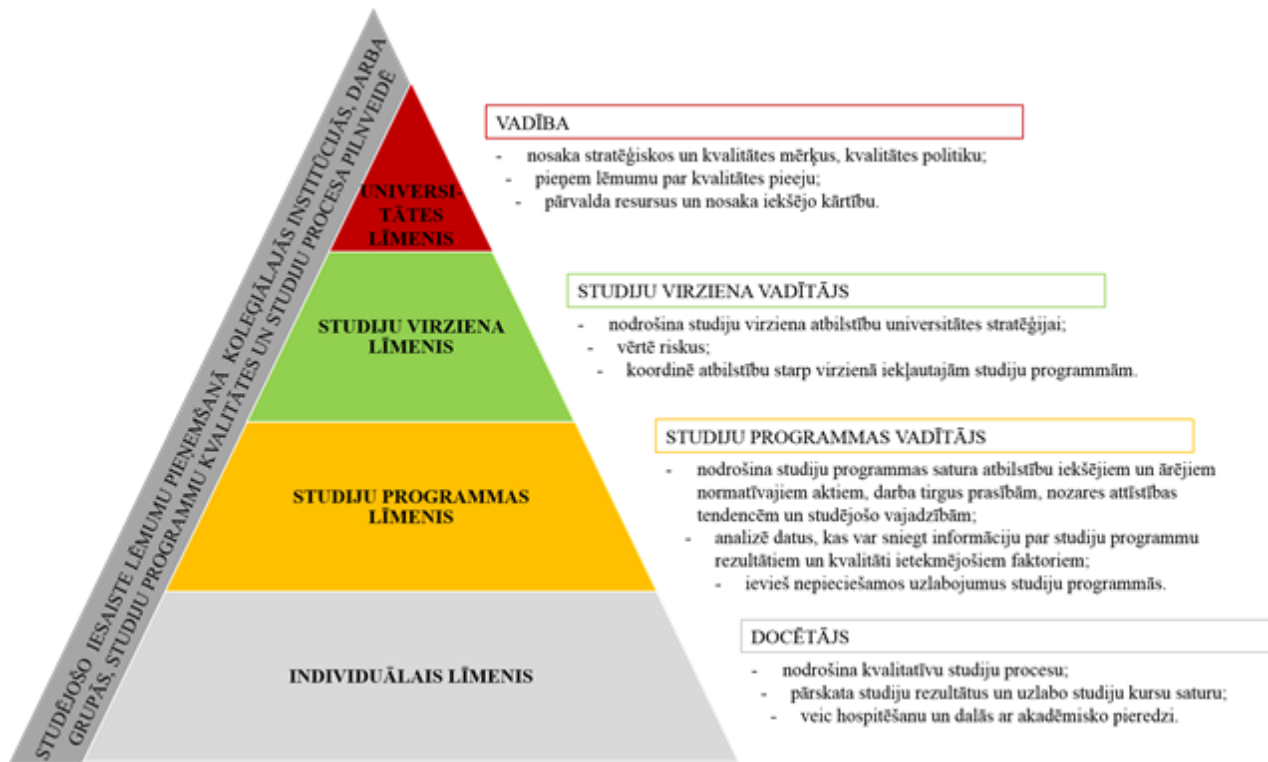 STUDĒJOŠO IESAISTE LĒMUMU PIEŅEMŠANĀ KOLEĢIĀLAJĀS INSTITŪCIJĀS, DARBA
GRUPĀS, STUDIJU PROGRAMMU KVALITĀTES UN STUDIJU PROCESA PILNVEIDĒ
UNIVERSI-
TĀTES
LĪMENIS
VADĪBA
- nosaka stratēģiskos un kvalitātes mērķus, kvalitātes politiku;
- pieņem lēmumu par kvalitātes pieeju;
- pārvalda resursus un nosaka iekšējo kārtību.
STUDIJU VIRZIENA
LĪMENIS
STUDIJU VIRZIENA VADĪTĀJS
- nodrošina studiju virziena atbilstību universitātes stratēģijai;
- vērtē riskus;
- koordinē atbilstību starp virzienā iekļautajām studiju programmām.
STUDIJU PROGRAMMAS
LĪMENIS
STUDIJU PROGRAMMAS VADĪTĀJS
- nodrošina studiju programmas satura atbilstību iekšējiem un ārējiem
normatīvajiem aktiem, darba tirgus prasībām, nozares attīstības
tendencēm un studējošo vajadzībām;
- analizē datus, kas var sniegt informāciju par studiju programmu
rezultātiem un kvalitāti ietekmējošiem faktoriem;
- ievieš nepieciešamos uzlabojumus studiju programmās.
INDIVIDUĀLAIS LĪMENIS
DOCĒTĀJS
- nodrošina kvalitatīvu studiju procesu;
- pārskata studiju rezultātus un uzlabo studiju kursu saturu;
- veic hospitēšanu un dalās ar akadēmisko pieredzi.